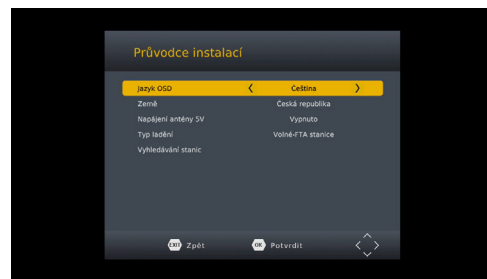 Průvodce instalací
Jazyk OSD Čeština
Země Česká republika
Napájení antény 5V Vypnuto
Typ ladění Volné-FTA stanice
Vyhledávání stanic
EXIT Zpět OK Potvrdit